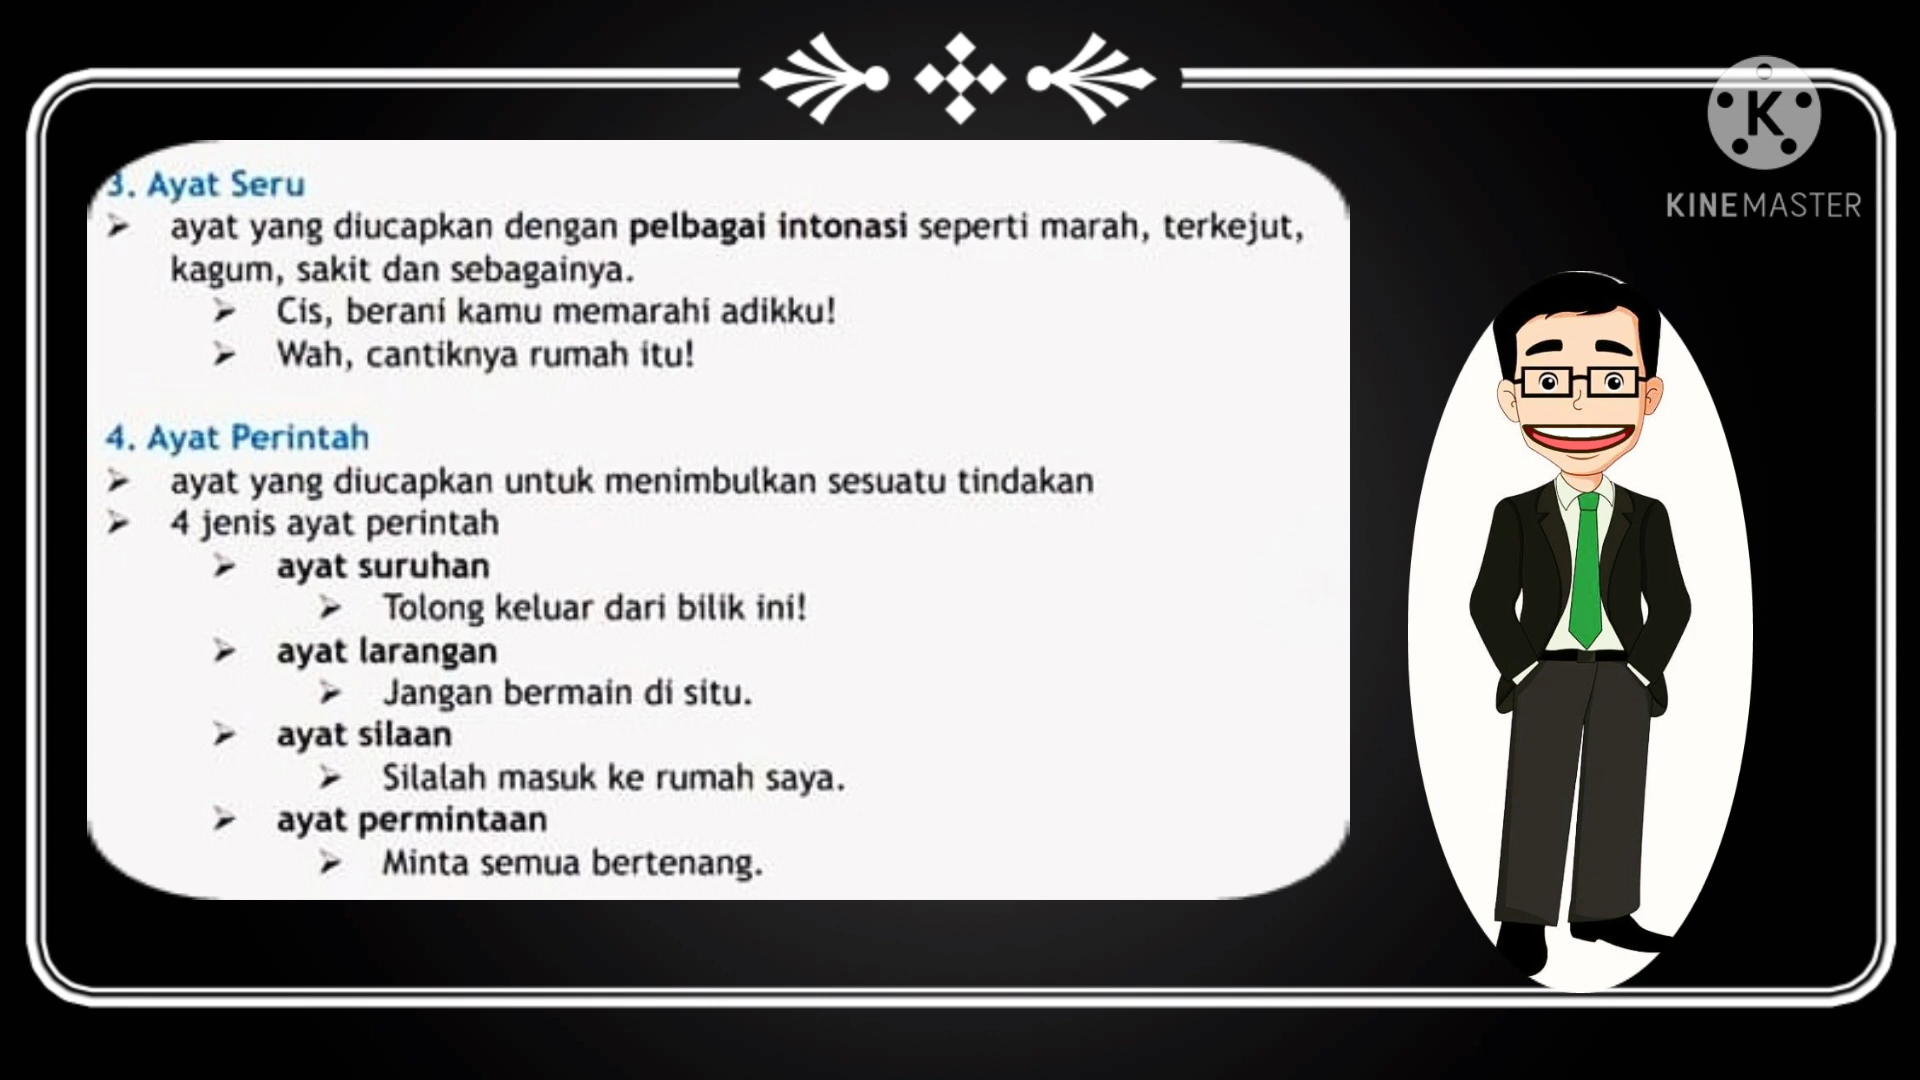 3. Ayat Seru
➢ ayat yang diucapkan dengan pelbagai intonasi seperti marah, terkejut,
kagum, sakit dan sebagainya.
➢ Cis, berani kamu memarahi adikku!
➢ Wah, cantiknya rumah itu!
4. Ayat Perintah
➢ ayat yang diucapkan untuk menimbulkan sesuatu tindakan
➢ 4 jenis ayat perintah
➢ ayat suruhan
➢ Tolong keluar dari bilik ini!
➢ ayat larangan
➢ Jangan bermain di situ.
➢ ayat silaan
➢ Silalah masuk ke rumah saya.
➢ ayat permintaan
➢ Minta semua bertenang.
K
KINEMASTER